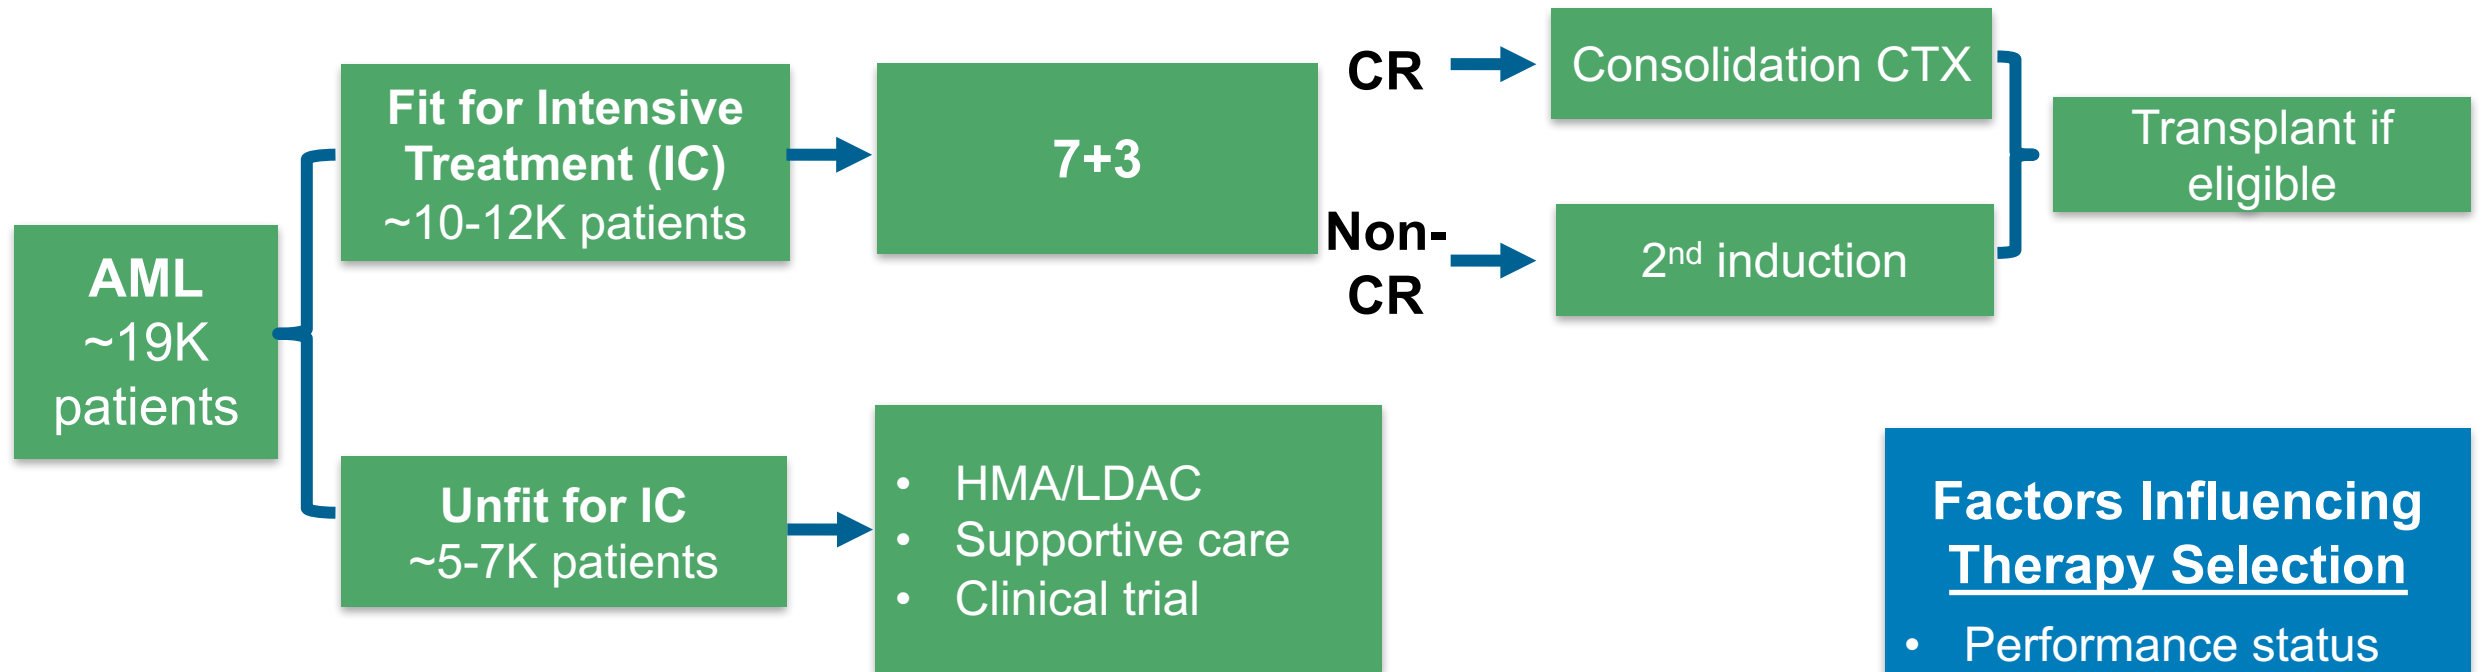 AML
~19K
patients
Fit for Intensive
Treatment (IC)
~10-12K patients
7+3
CR
Consolidation CTX
Non-
CR
2nd induction
Transplant if
eligible
Unfit for IC
~5-7K patients
• HMA/LDAC
• Supportive care
• Clinical trial
Factors Influencing
Therapy Selection
• Performance status